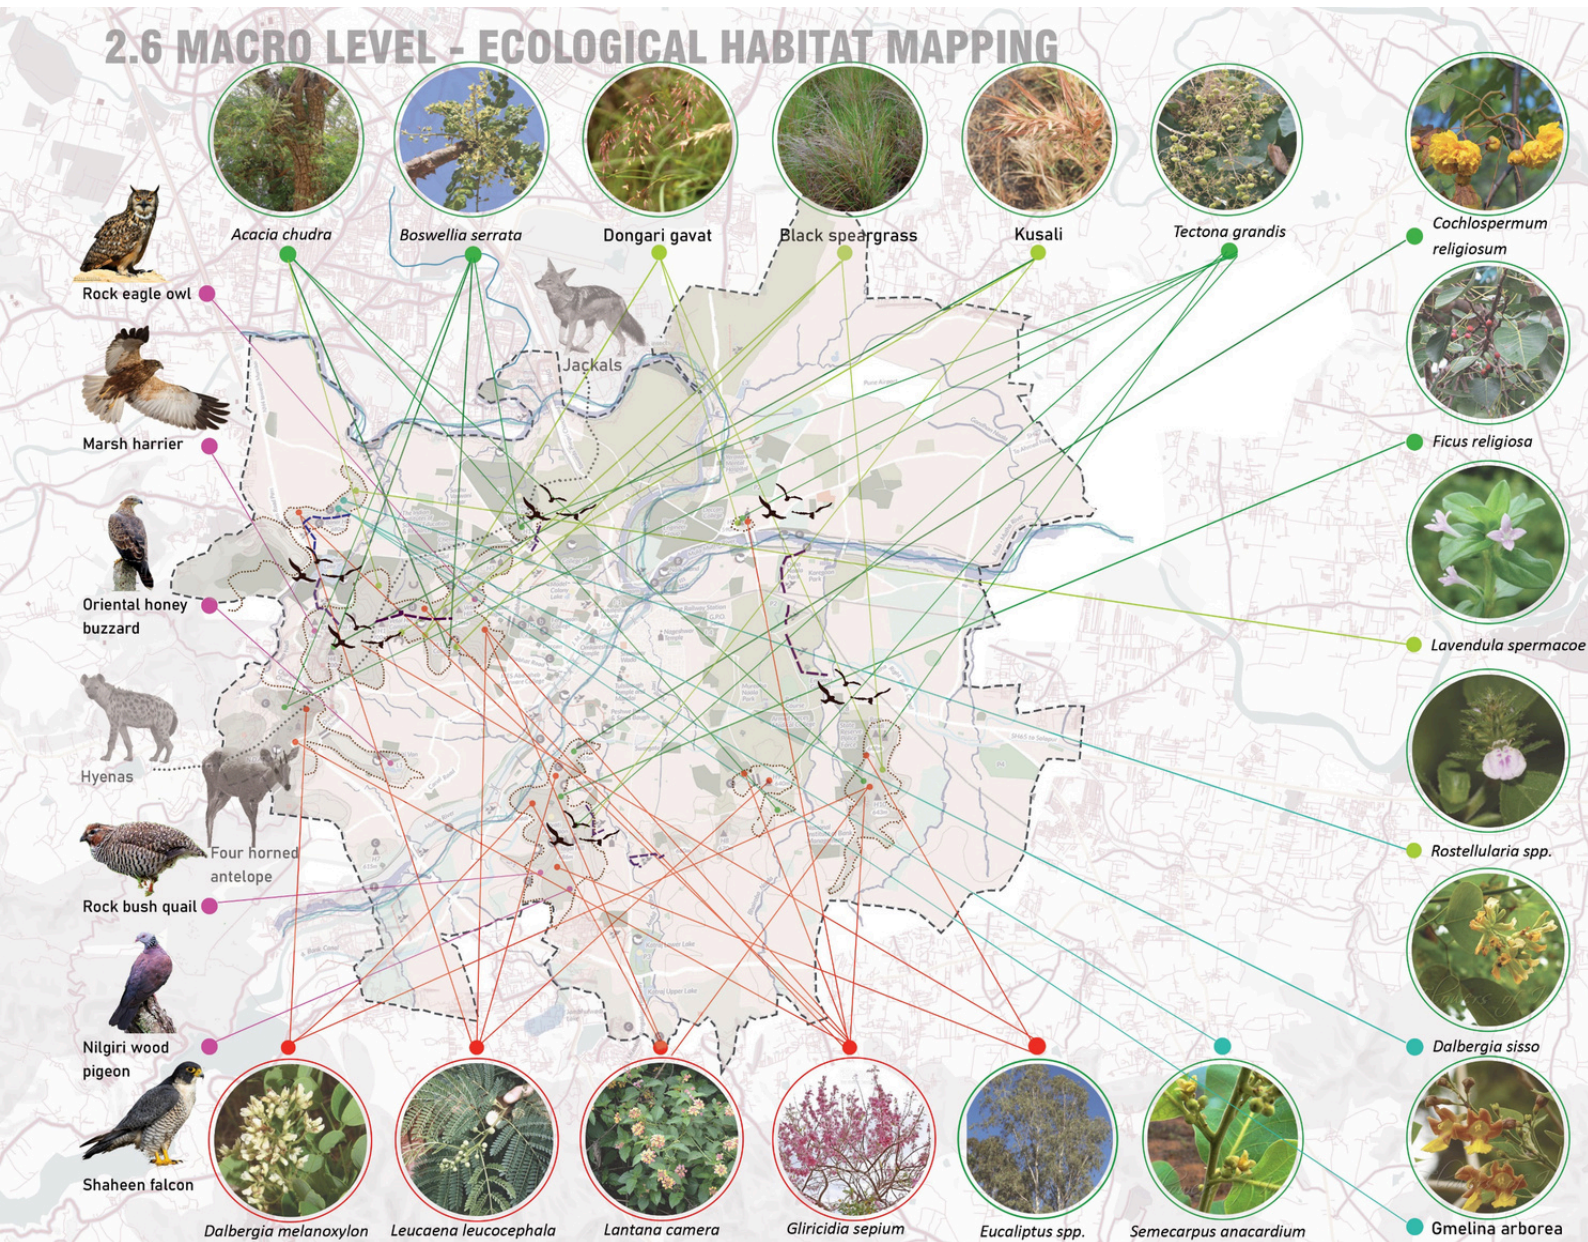 2.6 MACRO LEVEL - ECOLOGICAL HABITAT MAPPING
Acacia chudra
Boswellia serrata
Dongari gavat
Black speargrass
Kusali
Tectona grandis
Cochlospermum
religiosum
Rock eagle owl
Jackals
Marsh harrier
Ficus religiosa
Oriental honey
buzzard
Lavendula spermacoe
Hyenas
Four horned
antelope
Rostellularia spp.
Rock bush quail
Nilgiri wood
pigeon
Dalbergia sisso
Shaheen falcon
Dalbergia melanoxylon
Leucaena leucocephala
Lantana camera
Gliricidia sepium
Eucaliptus spp.
Semecarpus anacardium
Gmelina arborea
Katraj Upper Lake